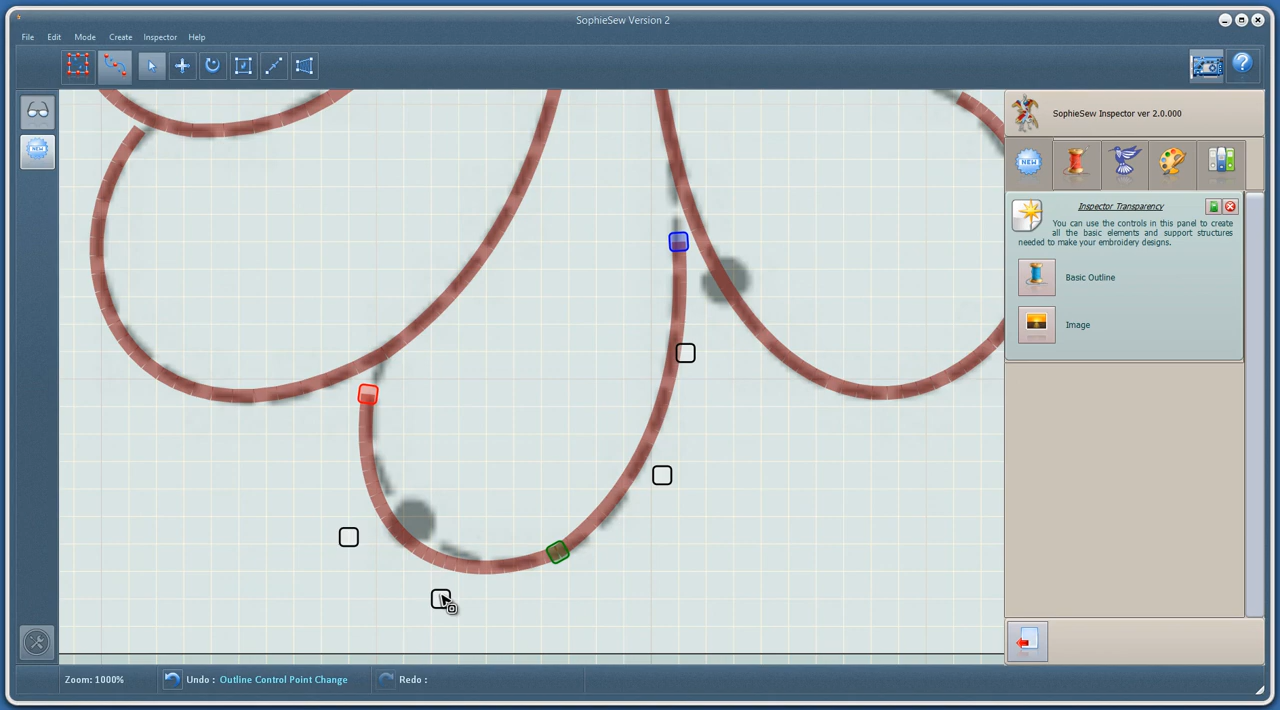 SophieSew Version 2
File Edit Mode Create Inspector Help
SophieSew Inspector ver 2.0.000
NEW
NEW
Inspector Transparency
You can use the controls in this panel to create
all the basic elements and support structures
needed to make your embroidery designs.
Basic Outline
Image
Zoom: 1000% Undo : Outline Control Point Change Redo :